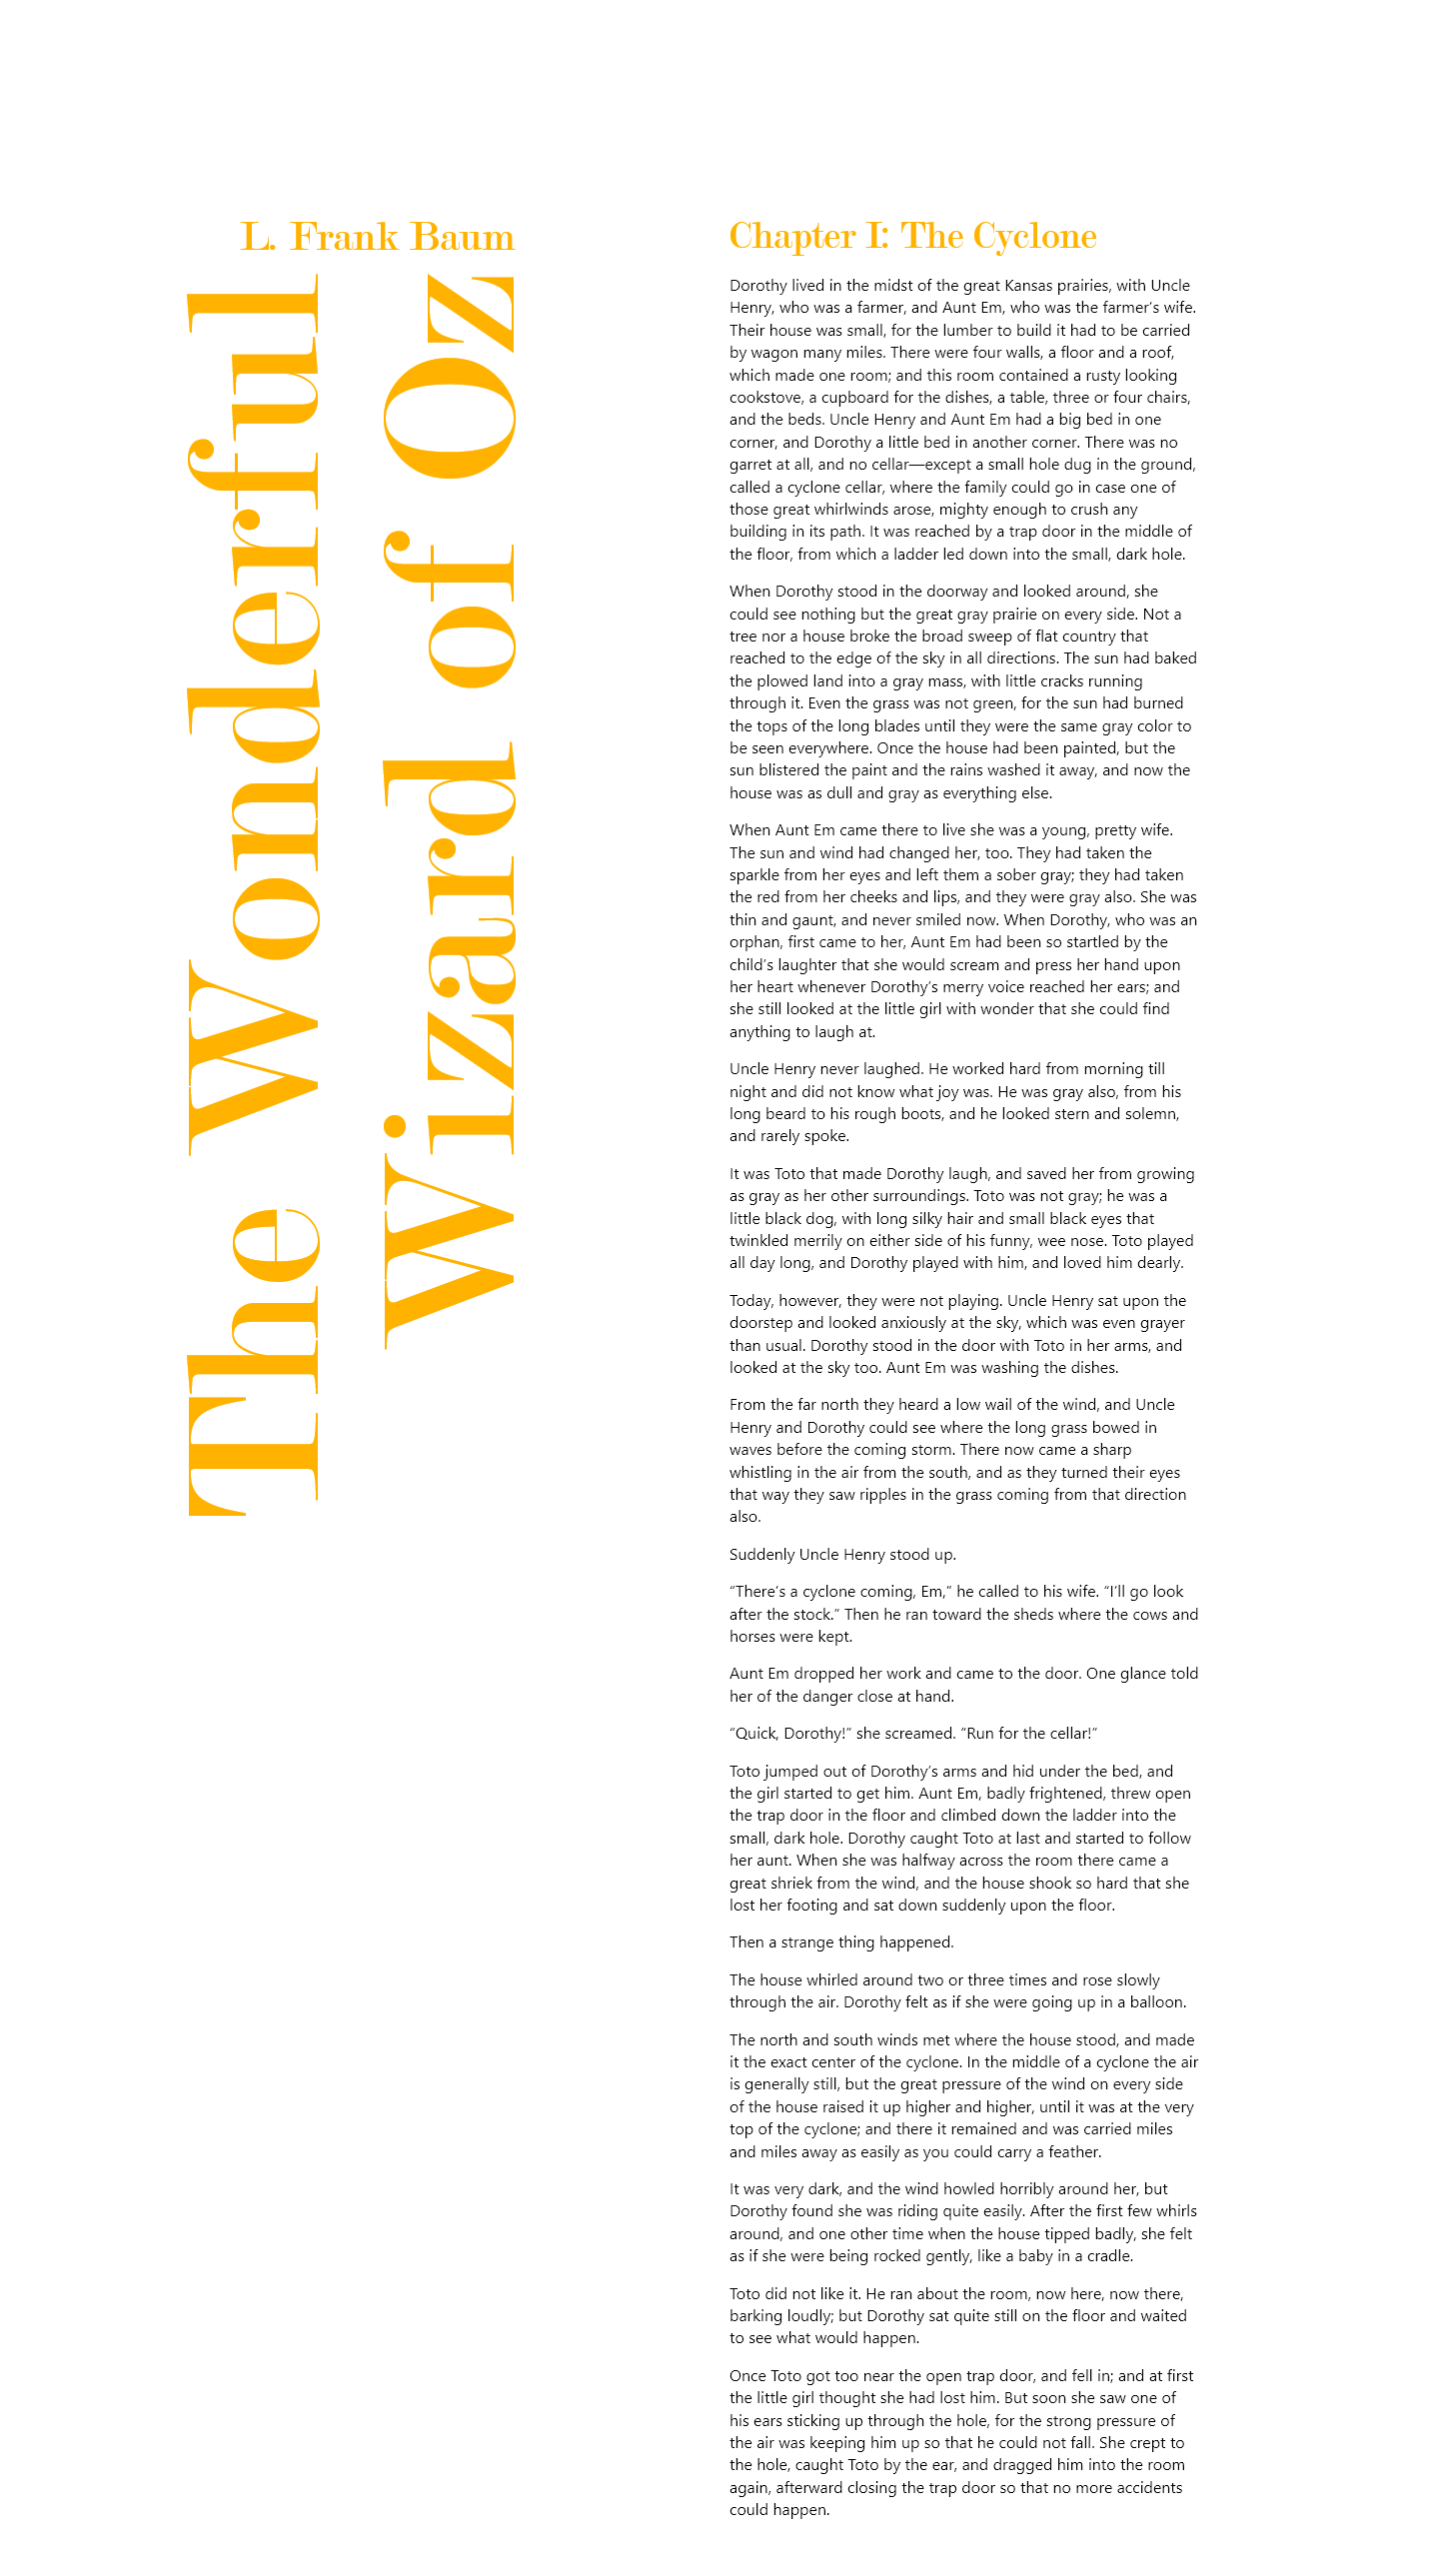 L. Frank Baum
The Wonderful
Wizard of Oz
Chapter I: The Cyclone
Dorothy lived in the midst of the great Kansas prairies, with Uncle
Henry, who was a farmer, and Aunt Em, who was the farmer’s wife.
Their house was small, for the lumber to build it had to be carried
by wagon many miles. There were four walls, a floor and a roof,
which made one room; and this room contained a rusty looking
cookstove, a cupboard for the dishes, a table, three or four chairs,
and the beds. Uncle Henry and Aunt Em had a big bed in one
corner, and Dorothy a little bed in another corner. There was no
garret at all, and no cellar—except a small hole dug in the ground,
called a cyclone cellar, where the family could go in case one of
those great whirlwinds arose, mighty enough to crush any
building in its path. It was reached by a trap door in the middle of
the floor, from which a ladder led down into the small, dark hole.
When Dorothy stood in the doorway and looked around, she
could see nothing but the great gray prairie on every side. Not a
tree nor a house broke the broad sweep of flat country that
reached to the edge of the sky in all directions. The sun had baked
the plowed land into a gray mass, with little cracks running
through it. Even the grass was not green, for the sun had burned
the tops of the long blades until they were the same gray color to
be seen everywhere. Once the house had been painted, but the
sun blistered the paint and the rains washed it away, and now the
house was as dull and gray as everything else.
When Aunt Em came there to live she was a young, pretty wife.
The sun and wind had changed her, too. They had taken the
sparkle from her eyes and left them a sober gray; they had taken
the red from her cheeks and lips, and they were gray also. She was
thin and gaunt, and never smiled now. When Dorothy, who was an
orphan, first came to her, Aunt Em had been so startled by the
child’s laughter that she would scream and press her hand upon
her heart whenever Dorothy’s merry voice reached her ears; and
she still looked at the little girl with wonder that she could find
anything to laugh at.
Uncle Henry never laughed. He worked hard from morning till
night and did not know what joy was. He was gray also, from his
long beard to his rough boots, and he looked stern and solemn,
and rarely spoke.
It was Toto that made Dorothy laugh, and saved her from growing
as gray as her other surroundings. Toto was not gray; he was a
little black dog, with long silky hair and small black eyes that
twinkled merrily on either side of his funny, wee nose. Toto played
all day long, and Dorothy played with him, and loved him dearly.
Today, however, they were not playing. Uncle Henry sat upon the
doorstep and looked anxiously at the sky, which was even grayer
than usual. Dorothy stood in the door with Toto in her arms, and
looked at the sky too. Aunt Em was washing the dishes.
From the far north they heard a low wail of the wind, and Uncle
Henry and Dorothy could see where the long grass bowed in
waves before the coming storm. There now came a sharp
whistling in the air from the south, and as they turned their eyes
that way they saw ripples in the grass coming from that direction
also.
Suddenly Uncle Henry stood up.
“There’s a cyclone coming, Em,” he called to his wife. “I’ll go look
after the stock.” Then he ran toward the sheds where the cows and
horses were kept.
Aunt Em dropped her work and came to the door. One glance told
her of the danger close at hand.
“Quick, Dorothy!” she screamed. “Run for the cellar!”
Toto jumped out of Dorothy’s arms and hid under the bed, and
the girl started to get him. Aunt Em, badly frightened, threw open
the trap door in the floor and climbed down the ladder into the
small, dark hole. Dorothy caught Toto at last and started to follow
her aunt. When she was halfway across the room there came a
great shriek from the wind, and the house shook so hard that she
lost her footing and sat down suddenly upon the floor.
Then a strange thing happened.
The house whirled around two or three times and rose slowly
through the air. Dorothy felt as if she were going up in a balloon.
The north and south winds met where the house stood, and made
it the exact center of the cyclone. In the middle of a cyclone the air
is generally still, but the great pressure of the wind on every side
of the house raised it up higher and higher, until it was at the very
top of the cyclone; and there it remained and was carried miles
and miles away as easily as you could carry a feather.
It was very dark, and the wind howled horribly around her, but
Dorothy found she was riding quite easily. After the first few whirls
around, and one other time when the house tipped badly, she felt
as if she were being rocked gently, like a baby in a cradle.
Toto did not like it. He ran about the room, now here, now there,
barking loudly; but Dorothy sat quite still on the floor and waited
to see what would happen.
Once Toto got too near the open trap door, and fell in; and at first
the little girl thought she had lost him. But soon she saw one of
his ears sticking up through the hole, for the strong pressure of
the air was keeping him up so that he could not fall. She crept to
the hole, caught Toto by the ear, and dragged him into the room
again, afterward closing the trap door so that no more accidents
could happen.